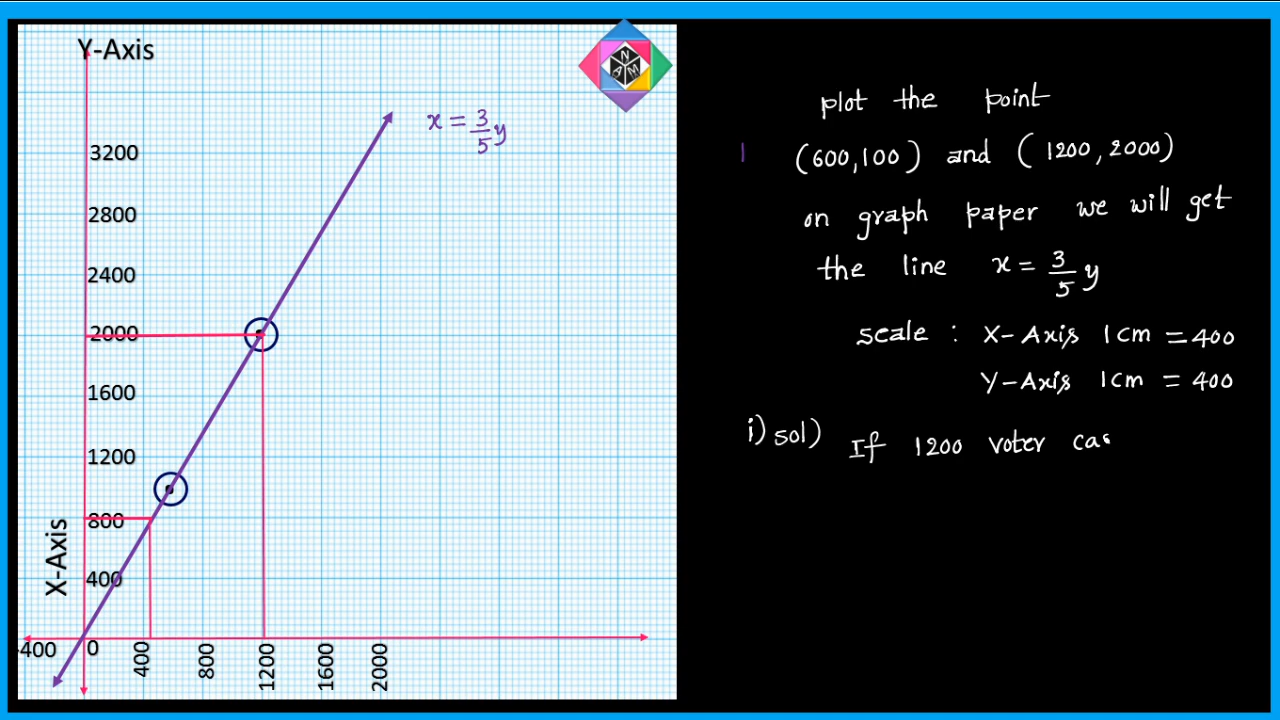 Y-Axis
x = 3/5 y
3200
2800
2400
2000
1600
1200
800
400
X-Axis
-400 0 400 800 1200 1600 2000
N
A M
plot the point
(600,100) and (1200,2000)
on graph paper we will get
the line x = 3/5 y
scale : X-Axis 1cm = 400
Y-Axis 1cm = 400
i) sol) If 1200 voter cas